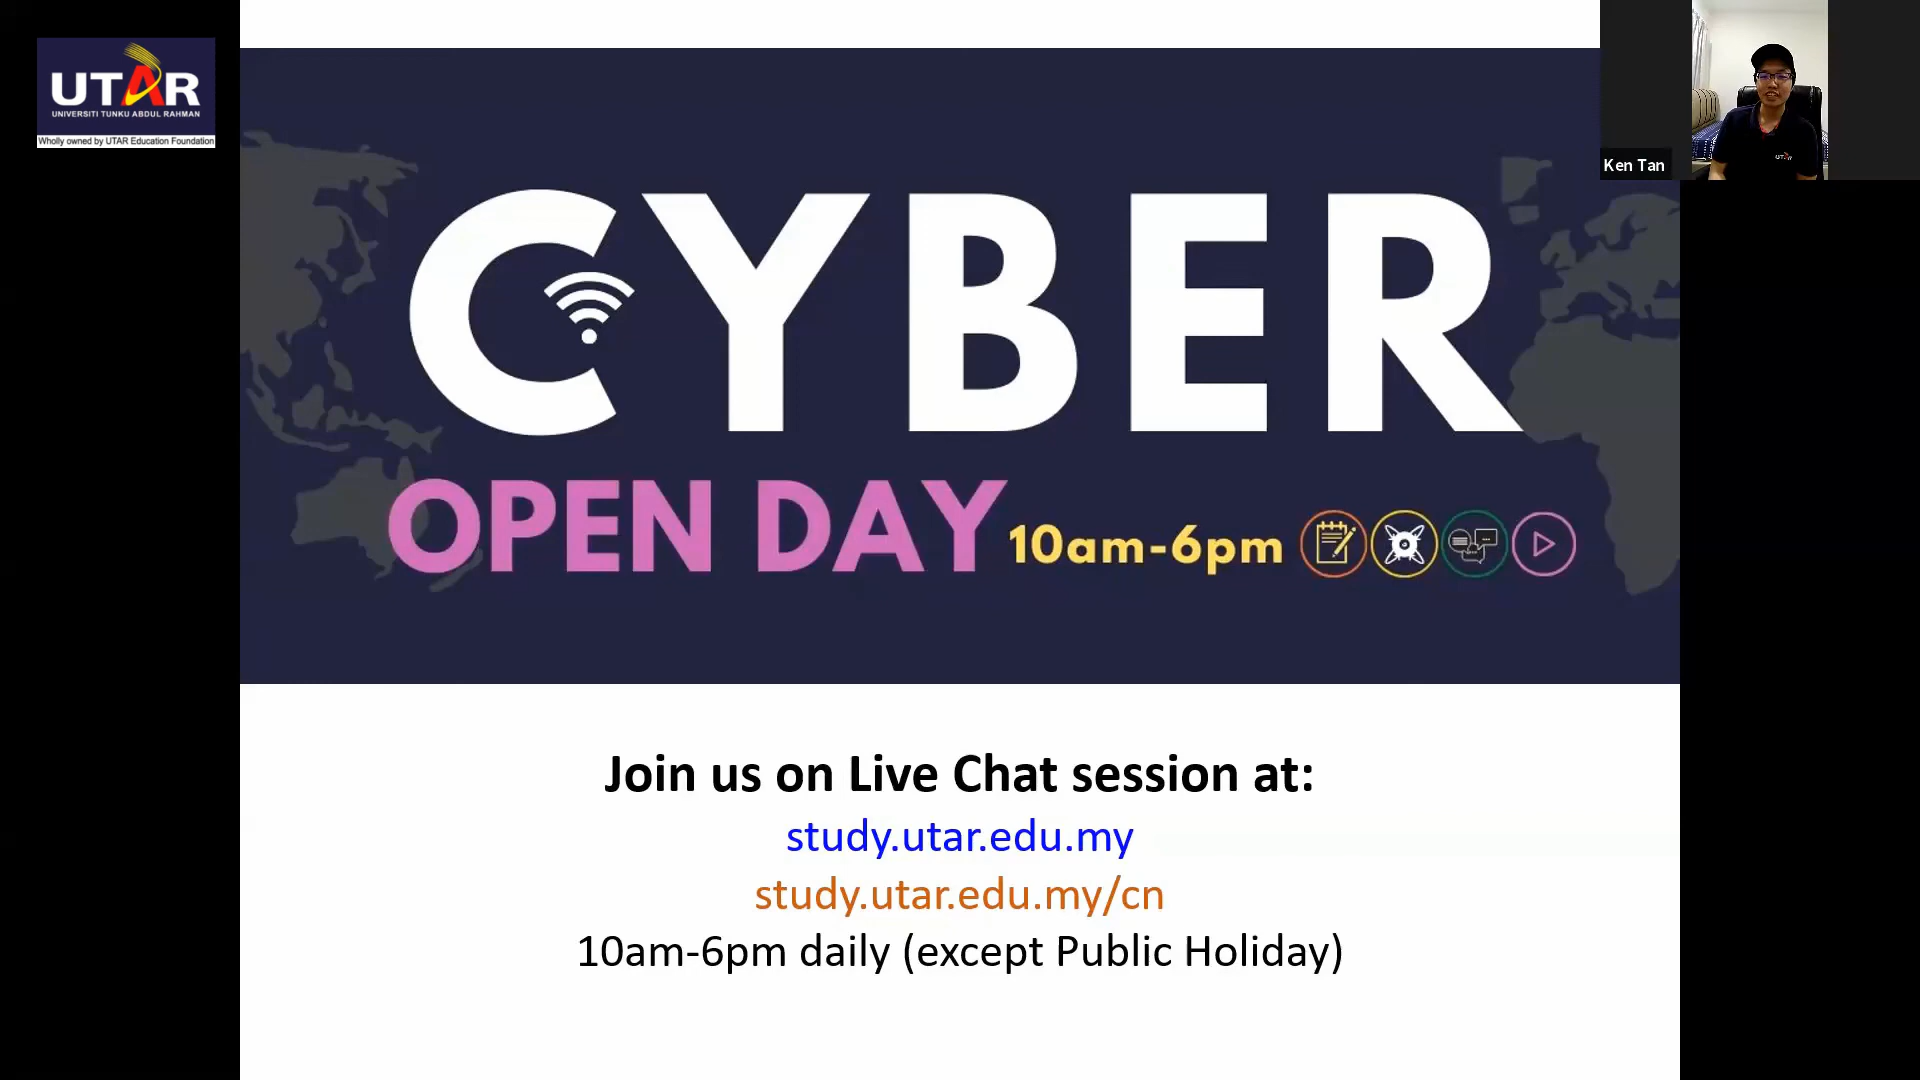 UTAR
UNIVERSITI TUNKU ABDUL RAHMAN
Wholly owned by UTAR Education Foundation
Ken Tan
UTAR
CYBER
OPEN DAY 10am-6pm
Join us on Live Chat session at:
study.utar.edu.my
study.utar.edu.my/cn
10am-6pm daily (except Public Holiday)